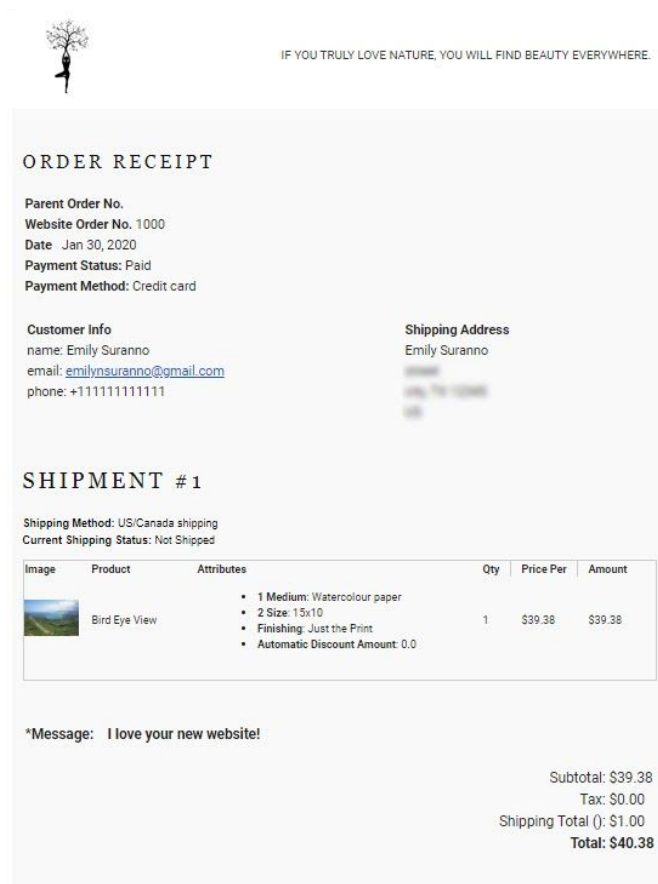 IF YOU TRULY LOVE NATURE, YOU WILL FIND BEAUTY EVERYWHERE.
ORDER RECEIPT
Parent Order No.
Website Order No. 1000
Date Jan 30, 2020
Payment Status: Paid
Payment Method: Credit card
Customer Info
name: Emily Suranno
email: emilynsuranno@gmail.com
phone: +111111111111
Shipping Address
Emily Suranno
SHIPMENT #1
Shipping Method: US/Canada shipping
Current Shipping Status: Not Shipped
Image Product Attributes Qty Price Per Amount
• 1 Medium: Watercolour paper
• 2 Size: 15x10
Bird Eye View 1 $39.38 $39.38
• Finishing: Just the Print
• Automatic Discount Amount: 0.0
*Message: I love your new website!
Subtotal: $39.38
Tax: $0.00
Shipping Total (): $1.00
Total: $40.38